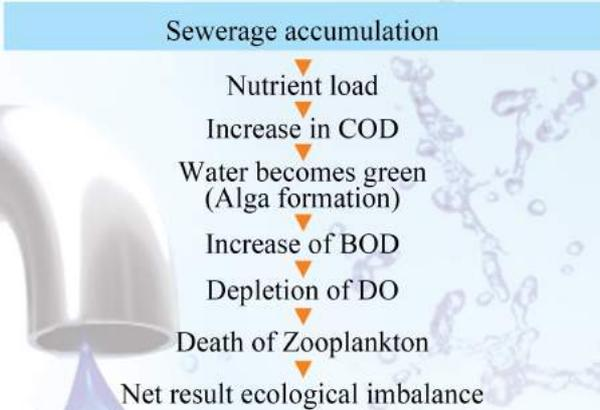 Sewerage accumulation
Nutrient load
Increase in COD
Water becomes green
(Alga formation)
Increase of BOD
Depletion of DO
Death of Zooplankton
Net result ecological imbalance